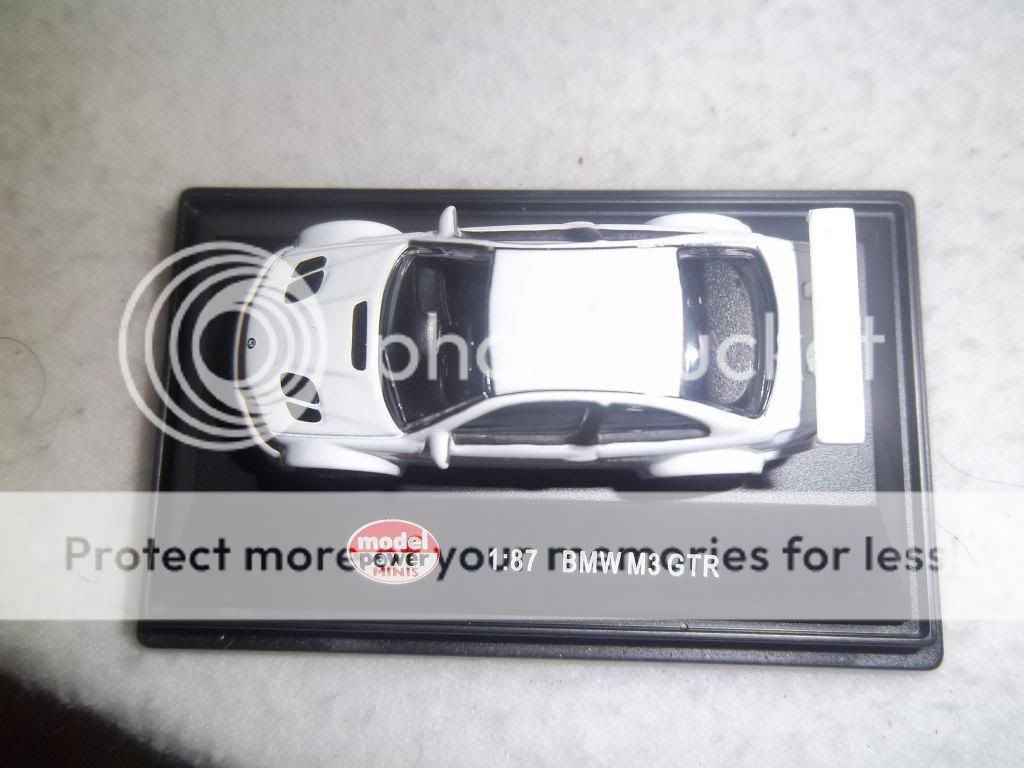 photobucket
Protect more of your memories for less!
model
power
MINIS
1:87 BMW M3 GTR